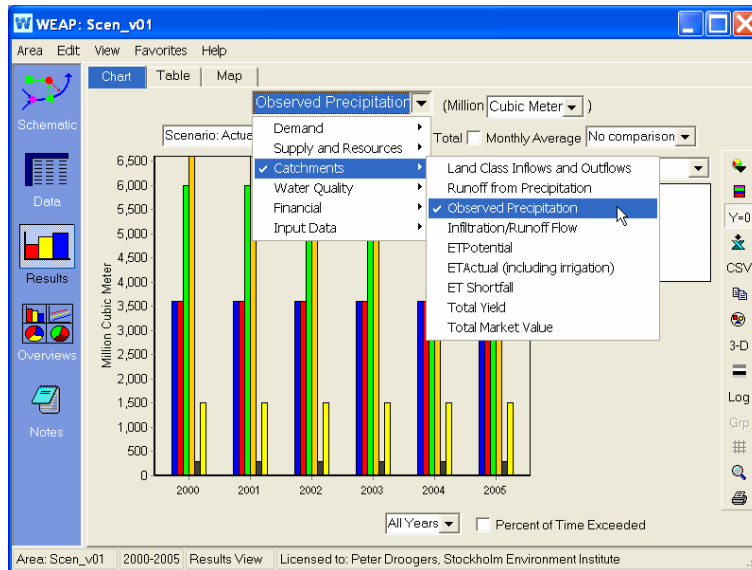 WEAP: Scen_v01
Area Edit View Favorites Help
Chart Table Map
Observed Precipitation (Million Cubic Meter )
Scenario: Actua Total Monthly Average No comparison
Demand
Supply and Resources
Catchments
Water Quality
Financial
Input Data
Land Class Inflows and Outflows
Runoff from Precipitation
Observed Precipitation
Infiltration/Runoff Flow
ETPotential
ETActual (including irrigation)
ET Shortfall
Total Yield
Total Market Value
Schematic
Data
Results
Overviews
Notes
Million Cubic Meter
6,500
6,000
5,500
5,000
4,500
4,000
3,500
3,000
2,500
2,000
1,500
1,000
500
0
2000 2001 2002 2003 2004 2005
Y=0
CSV
3-D
Log
Grp
All Years Percent of Time Exceeded
Area: Scen_v01 2000-2005 Results View Licensed to: Peter Droogers, Stockholm Environment Institute